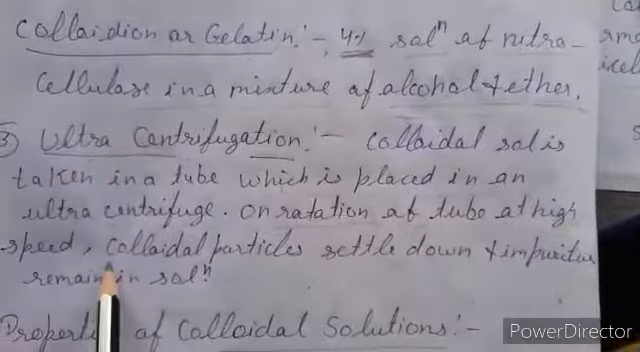 Collaidion or Gelatin:- 4% solⁿ of nitro-
Cellulose in a mixture of alcohol & ether.
③ Ultra Centrifugation:- Colloidal sol is
taken in a tube which is placed in an
ultra centrifuge. On rotation of tube at high
speed, colloidal particles settle down & impurities
remain in solⁿ.
Property of Colloidal Solutions:-
PowerDirector